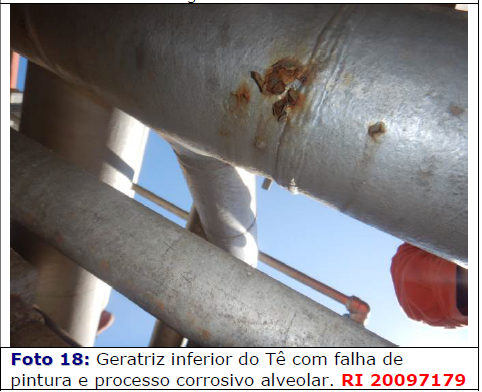 Foto 18: Geratriz inferior do Tê com falha de
pintura e processo corrosivo alveolar. RI 20097179